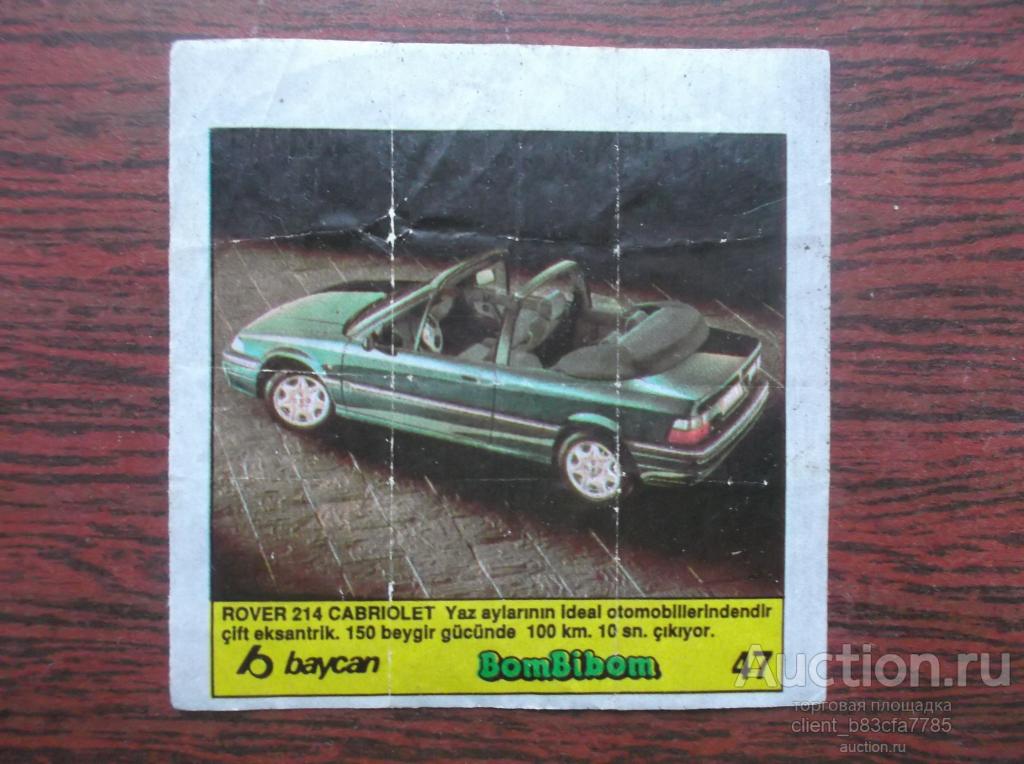 ROVER 214 CABRIOLET Yaz aylarının ideal otomobillerindendir
çift eksantrik. 150 beygir gücünde 100 km. 10 sn. çıkıyor.
b baycan BomBibom 47
Auction.ru
торговая площадка
client_b83cfa7785
auction.ru